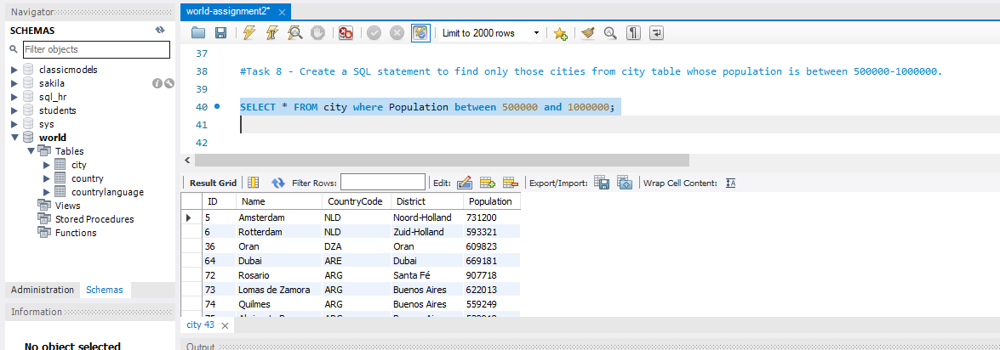 Navigator
world-assignment2*
SCHEMAS
Limit to 2000 rows
Filter objects
classicmodels
sakila
sql_hr
students
sys
world
Tables
city
country
countrylanguage
Views
Stored Procedures
Functions
Administration Schemas
Information
No object selected
37
38 #Task 8 - Create a SQL statement to find only those cities from city table whose population is between 500000-1000000.
39
40 SELECT * FROM city where Population between 500000 and 1000000;
41
42
Result Grid Filter Rows: Edit: Export/Import: Wrap Cell Content: IA
ID Name CountryCode District Population
5 Amsterdam NLD Noord-Holland 731200
6 Rotterdam NLD Zuid-Holland 593321
36 Oran DZA Oran 609823
64 Dubai ARE Dubai 669181
72 Rosario ARG Santa Fé 907718
73 Lomas de Zamora ARG Buenos Aires 622013
74 Quilmes ARG Buenos Aires 559249
city 43
Output